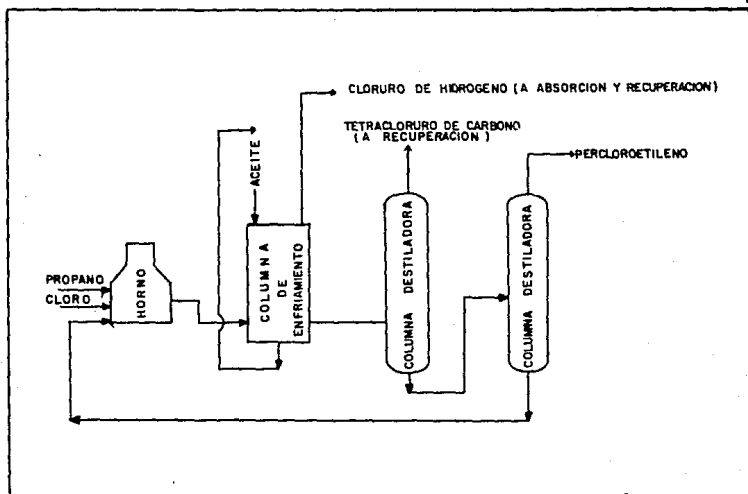 CLORURO DE HIDROGENO (A ABSORCION Y RECUPERACION)
TETRACLORURO DE CARBONO
(A RECUPERACION)
PERCLOROETILENO
ACEITE
PROPANO
CLORO
HORNO
COLUMNA
DE
ENFRIAMIENTO
COLUMNA DESTILADORA
COLUMNA DESTILADORA